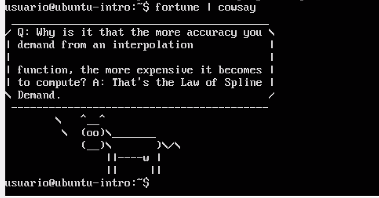 usuario@ubuntu-intro:~$ fortune | cowsay
 _________________________________________
/ Q: Why is it that the more accuracy you \
| demand from an interpolation            |
|                                         |
| function, the more expensive it becomes |
| to compute? A: That's the Law of Spline |
\ Demand.                                 /
 -----------------------------------------
        \   ^__^
         \  (oo)\_______
            (__)\       )\/\
                ||----w |
                ||     ||
usuario@ubuntu-intro:~$